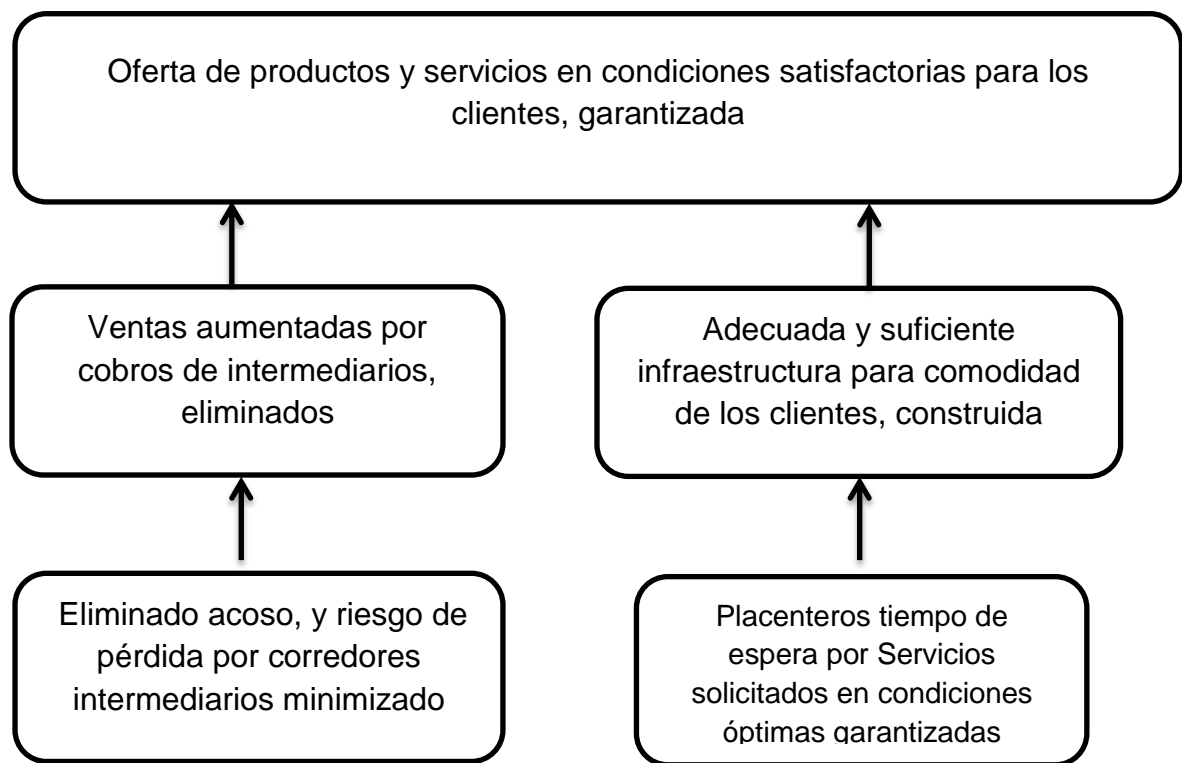 Oferta de productos y servicios en condiciones satisfactorias para los
clientes, garantizada
Ventas aumentadas por
cobros de intermediarios,
eliminados
Adecuada y suficiente
infraestructura para comodidad
de los clientes, construida
Eliminado acoso, y riesgo de
pérdida por corredores
intermediarios minimizado
Placenteros tiempo de
espera por Servicios
solicitados en condiciones
óptimas garantizadas